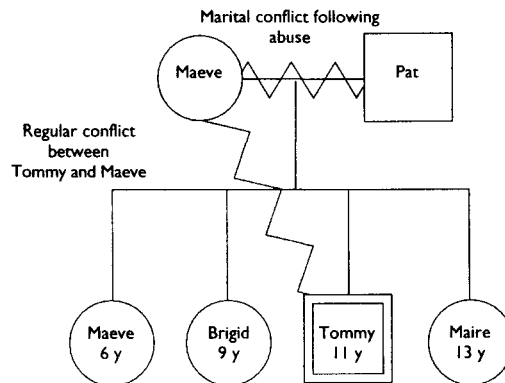 Marital conflict following
abuse
Maeve
Pat
Regular conflict
between
Tommy and Maeve
Maeve
6 y
Brigid
9 y
Tommy
11 y
Maire
13 y